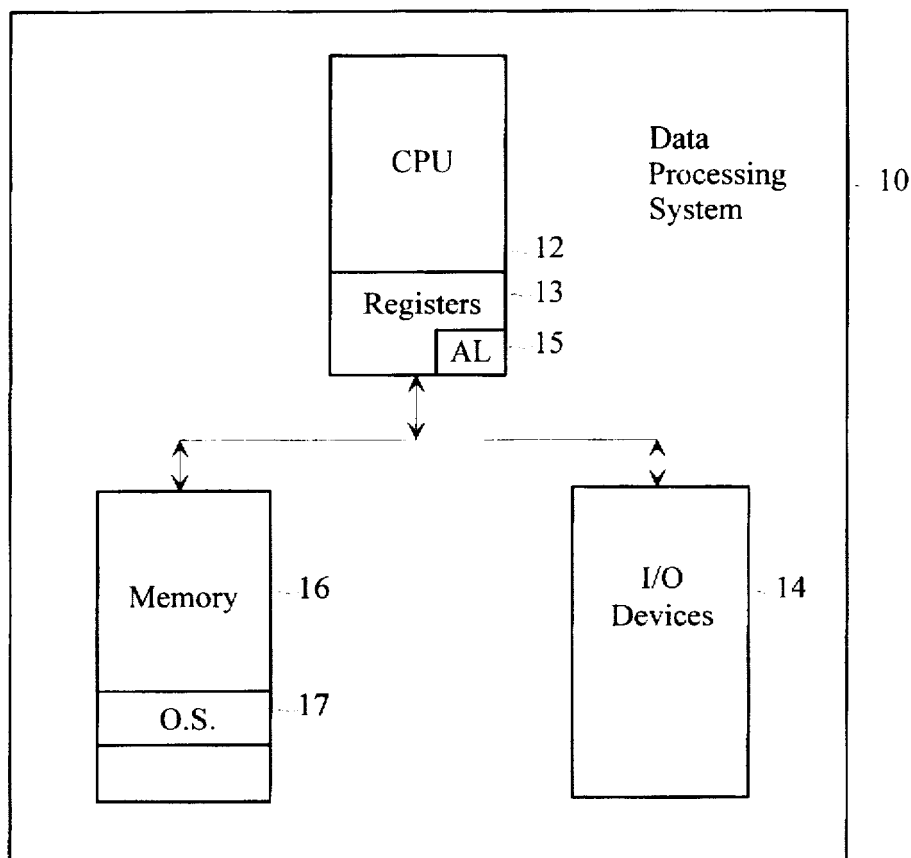 CPU
Data
Processing
System
10
12
Registers
13
AL
15
Memory
16
I/O
Devices
14
O.S.
17